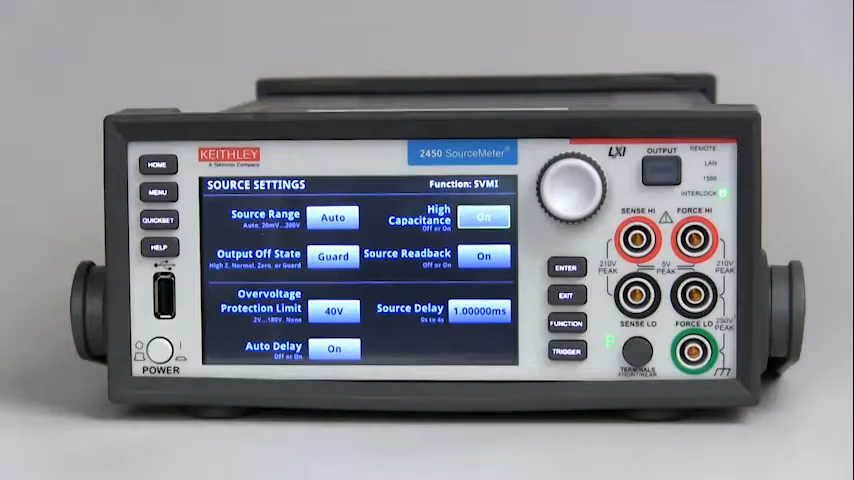 KEITHLEY
A Tektronix Company
2450 SourceMeter®
LXI
OUTPUT
REMOTE
LAN
1588
INTERLOCK
HOME
MENU
QUICKSET
HELP
POWER
SOURCE SETTINGS
Function: SVMI
Source Range
Auto, 20mV...200V
Auto
High
Capacitance
Off or On
On
Output Off State
High Z, Normal, Zero, or Guard
Guard
Source Readback
Off or On
On
Overvoltage
Protection Limit
2V...180V, None
40V
Source Delay
0s to 4s
1.00000ms
Auto Delay
Off or On
On
ENTER
EXIT
FUNCTION
TRIGGER
SENSE HI
FORCE HI
210V
PEAK
5V
PEAK
210V
PEAK
SENSE LO
FORCE LO
250V
PEAK
F
TERMINALS
FRONT/REAR